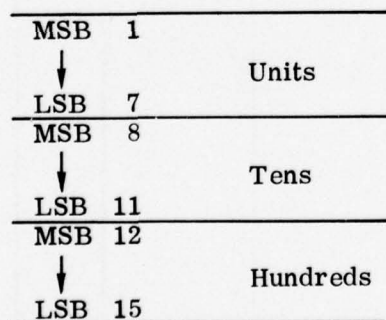 MSB 1
Units
LSB 7
MSB 8
Tens
LSB 11
MSB 12
Hundreds
LSB 15